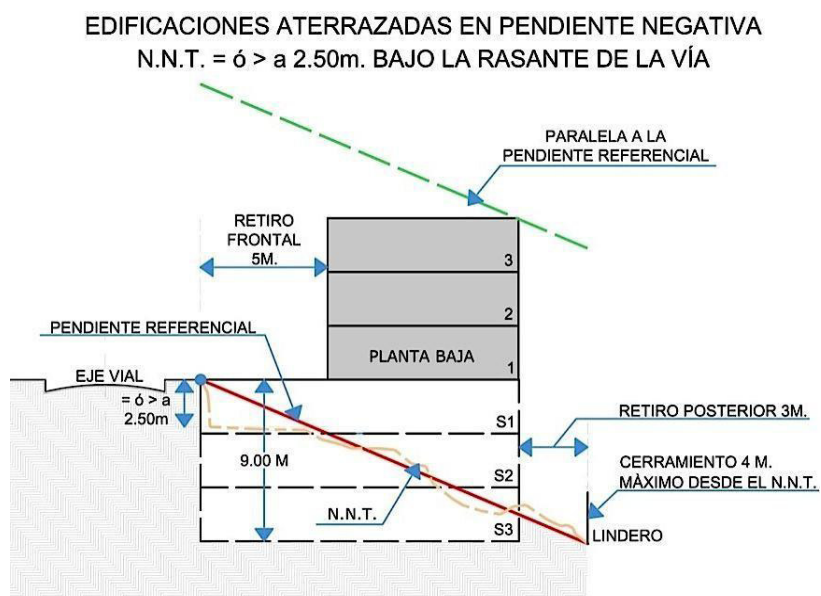 EDIFICACIONES ATERRAZADAS EN PENDIENTE NEGATIVA
N.N.T. = ó > a 2.50m. BAJO LA RASANTE DE LA VÍA
PARALELA A LA
PENDIENTE REFERENCIAL
RETIRO
FRONTAL
5M.
3
2
PENDIENTE REFERENCIAL
PLANTA BAJA
1
EJE VIAL
= ó > a
2.50m
S1
RETIRO POSTERIOR 3M.
9.00 M
S2
CERRAMIENTO 4 M.
MÀXIMO DESDE EL N.N.T.
N.N.T.
S3
LINDERO